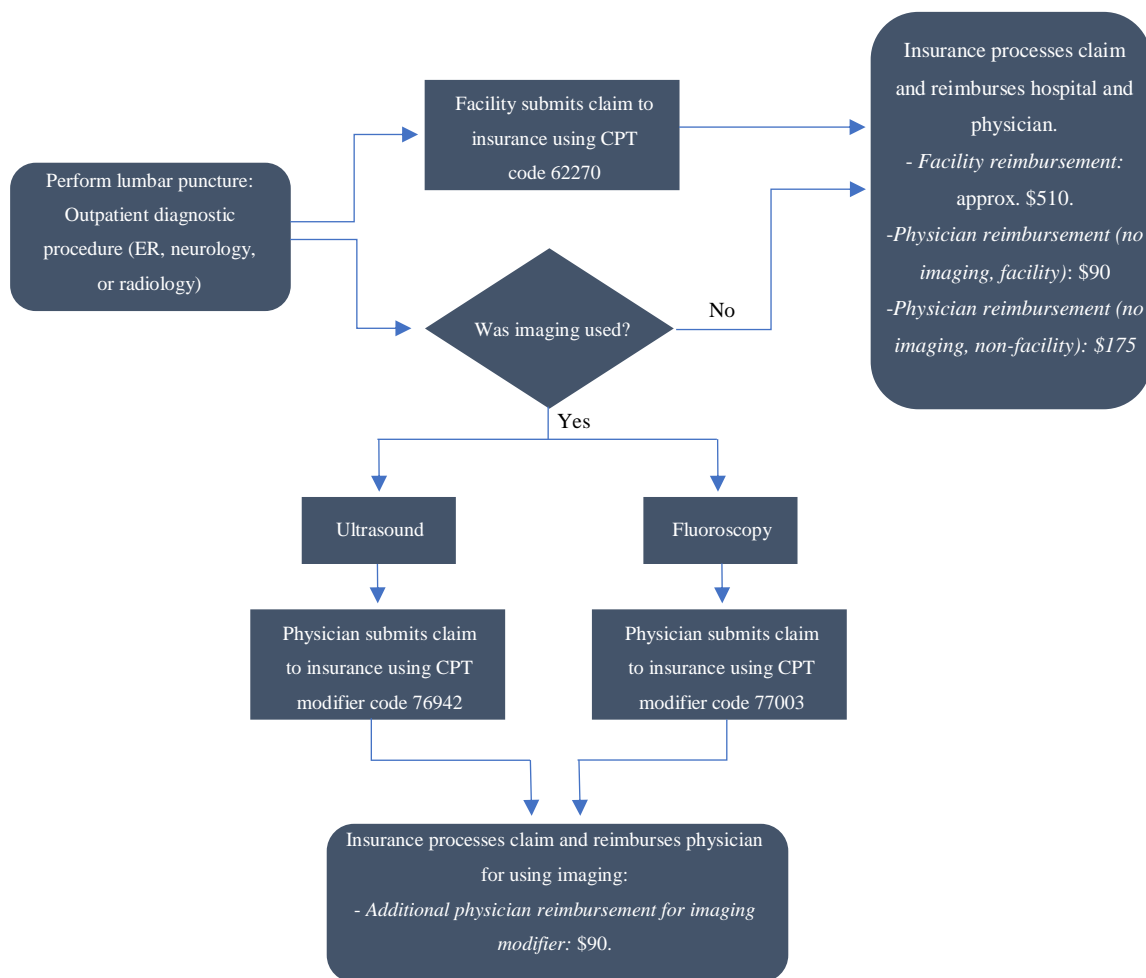 Perform lumbar puncture:
Outpatient diagnostic
procedure (ER, neurology,
or radiology)
Facility submits claim to
insurance using CPT
code 62270
Insurance processes claim
and reimburses hospital and
physician.
- Facility reimbursement:
approx. $510.
-Physician reimbursement (no
imaging, facility): $90
-Physician reimbursement (no
imaging, non-facility): $175
Was imaging used?
No
Yes
Ultrasound
Fluoroscopy
Physician submits claim
to insurance using CPT
modifier code 76942
Physician submits claim
to insurance using CPT
modifier code 77003
Insurance processes claim and reimburses physician
for using imaging:
- Additional physician reimbursement for imaging
modifier: $90.